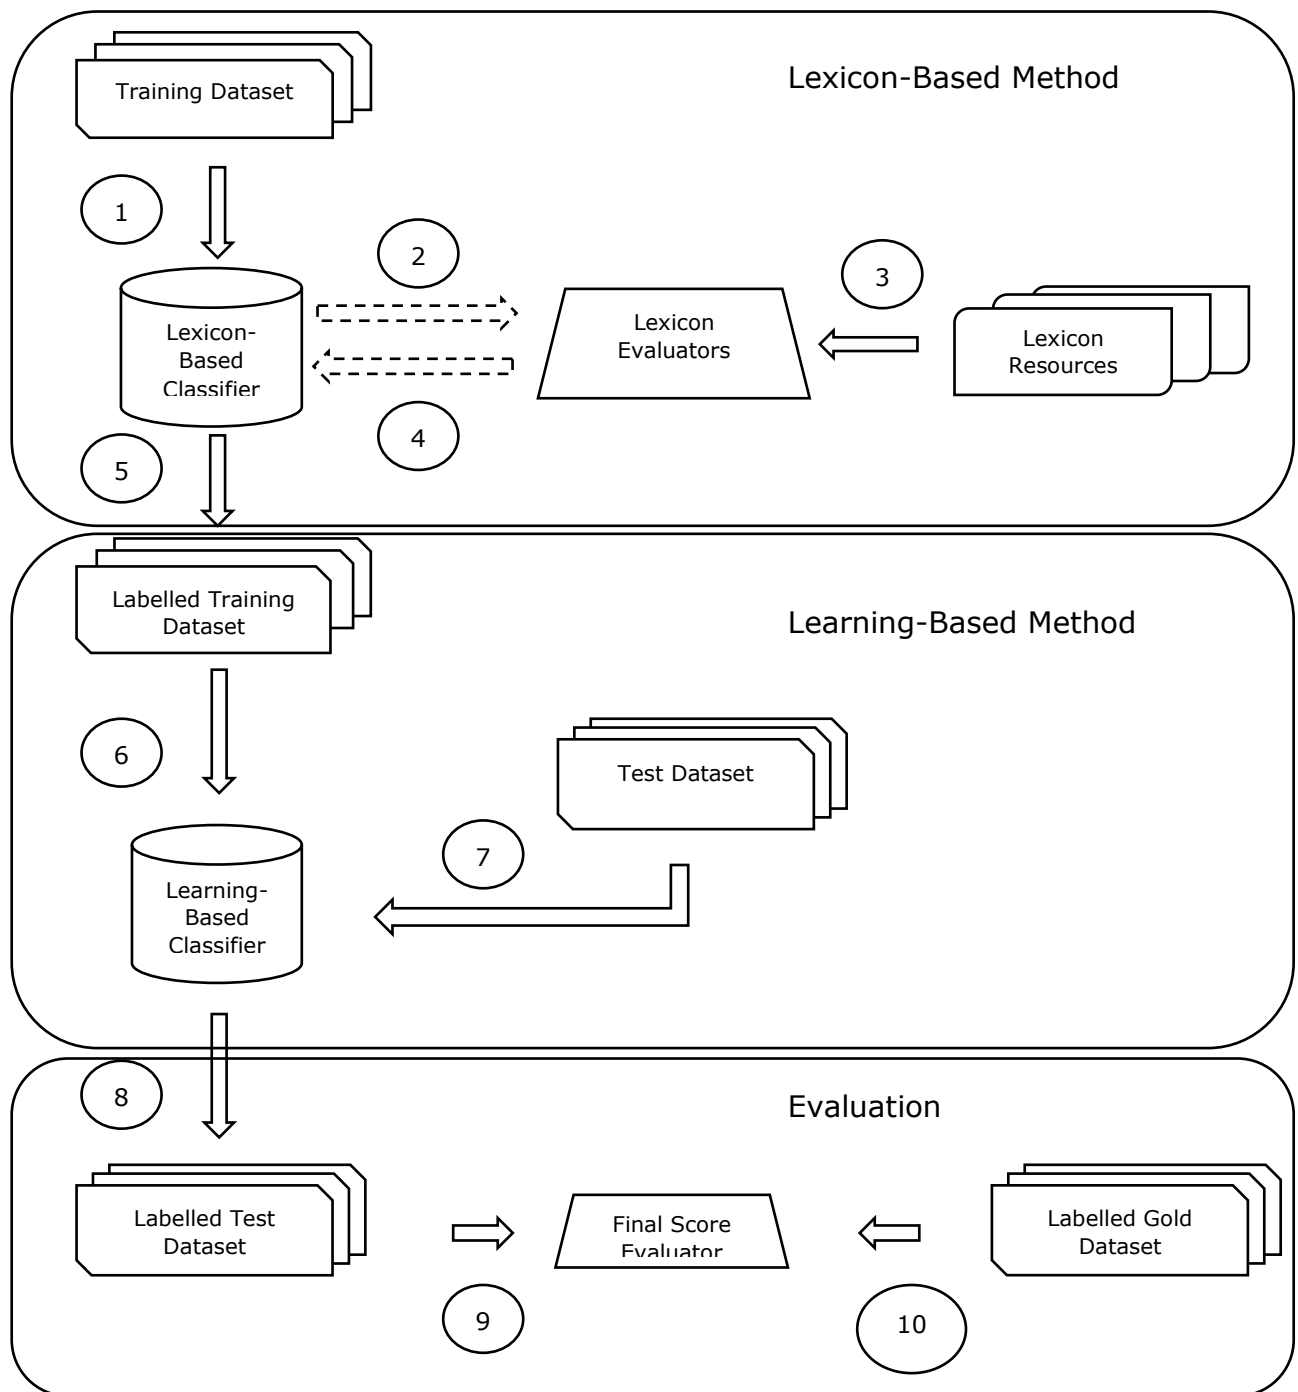 Training Dataset
Lexicon-Based Method
1
2
3
Lexicon-
Based
Classifier
Lexicon
Evaluators
Lexicon
Resources
4
5
Labelled Training
Dataset
Learning-Based Method
6
Test Dataset
7
Learning-
Based
Classifier
8
Evaluation
Labelled Test
Dataset
Final Score
Evaluator
Labelled Gold
Dataset
9
10